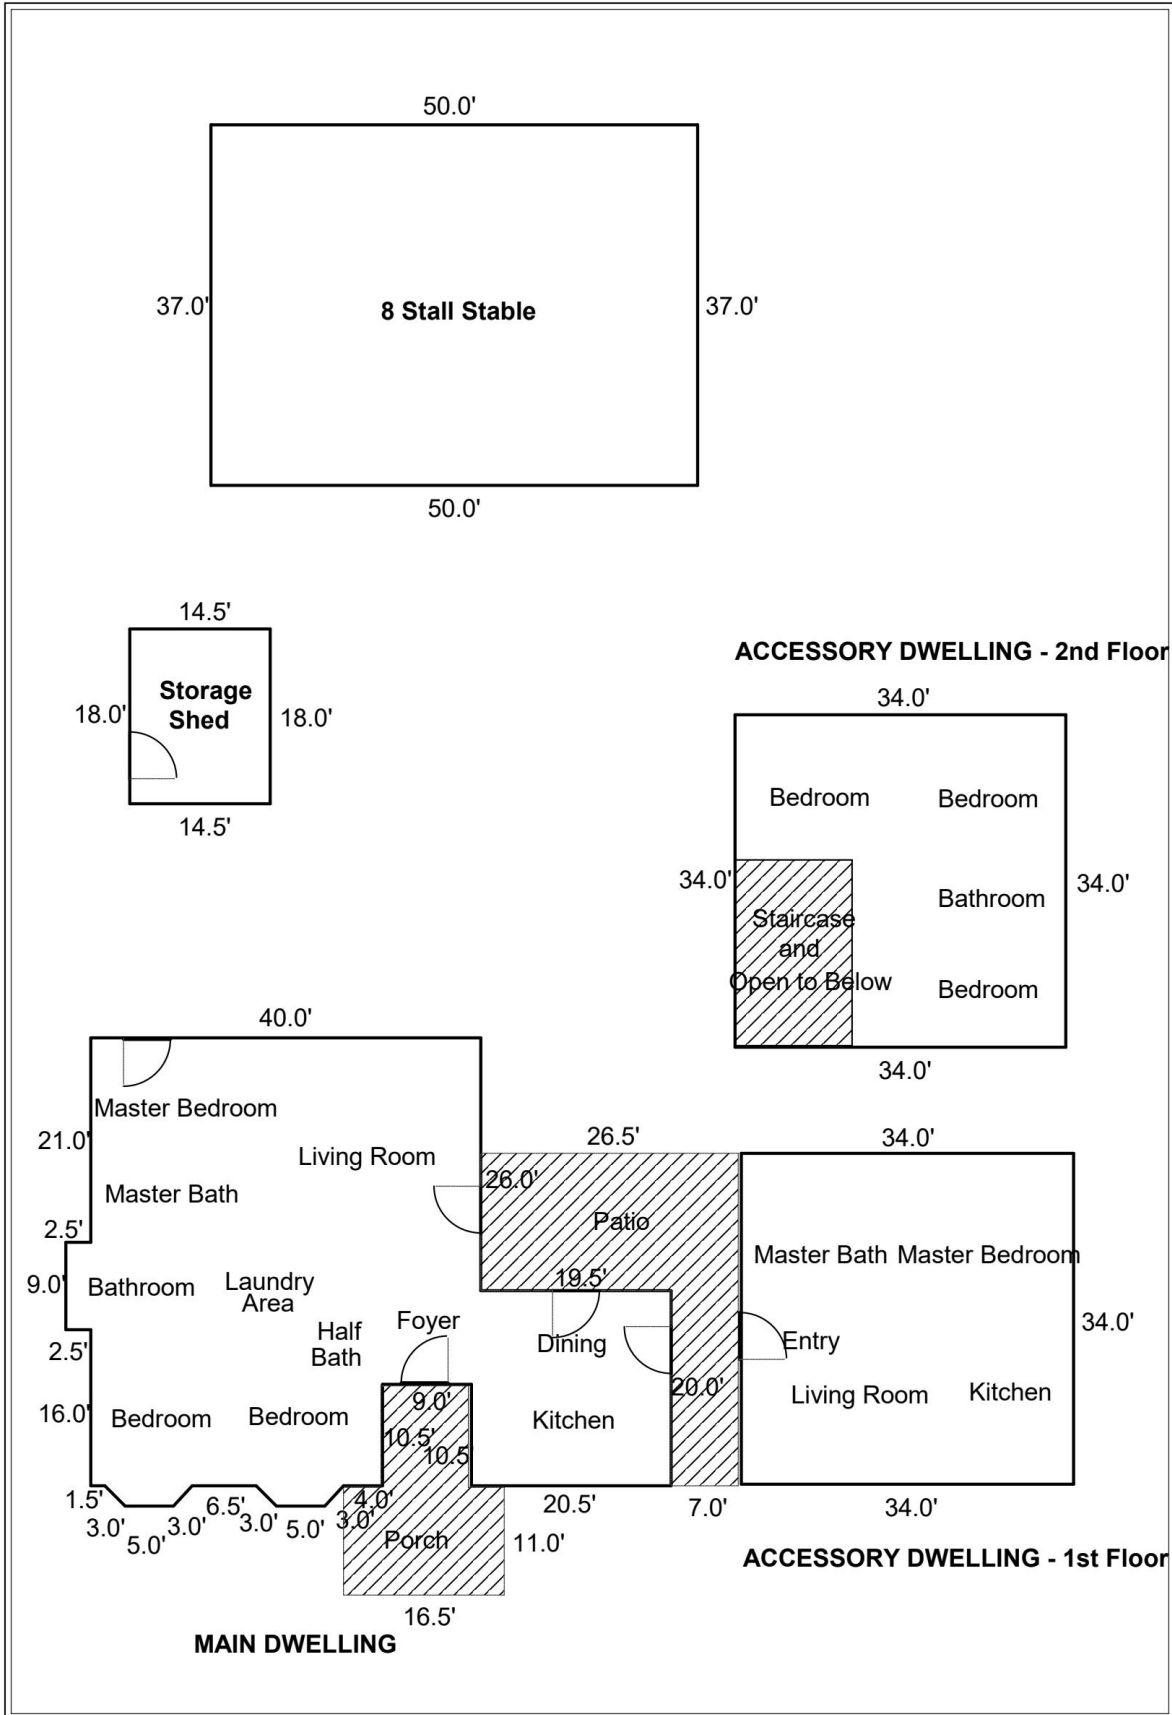 50.0'
37.0'
8 Stall Stable
37.0'
50.0'
14.5'
Storage
Shed
18.0'
18.0'
14.5'
ACCESSORY DWELLING - 2nd Floor
34.0'
Bedroom
Bedroom
34.0'
34.0'
Bathroom
Staircase
and
Open to Below
Bedroom
34.0'
40.0'
Master Bedroom
21.0'
Living Room
Master Bath
2.5'
9.0'
Bathroom
Laundry
Area
2.5'
Half
Bath
Foyer
16.0'
Bedroom
Bedroom
26.0'
26.5'
Patio
19.5'
Dining
20.0'
Kitchen
9.0'
10.5'
10.5'
1.5'
3.0'
5.0'
3.0'
6.5'
3.0'
5.0'
3.0'
4.0'
Porch
11.0'
16.5'
20.5'
7.0'
MAIN DWELLING
34.0'
Master Bath
Master Bedroom
34.0'
Entry
Living Room
Kitchen
34.0'
ACCESSORY DWELLING - 1st Floor